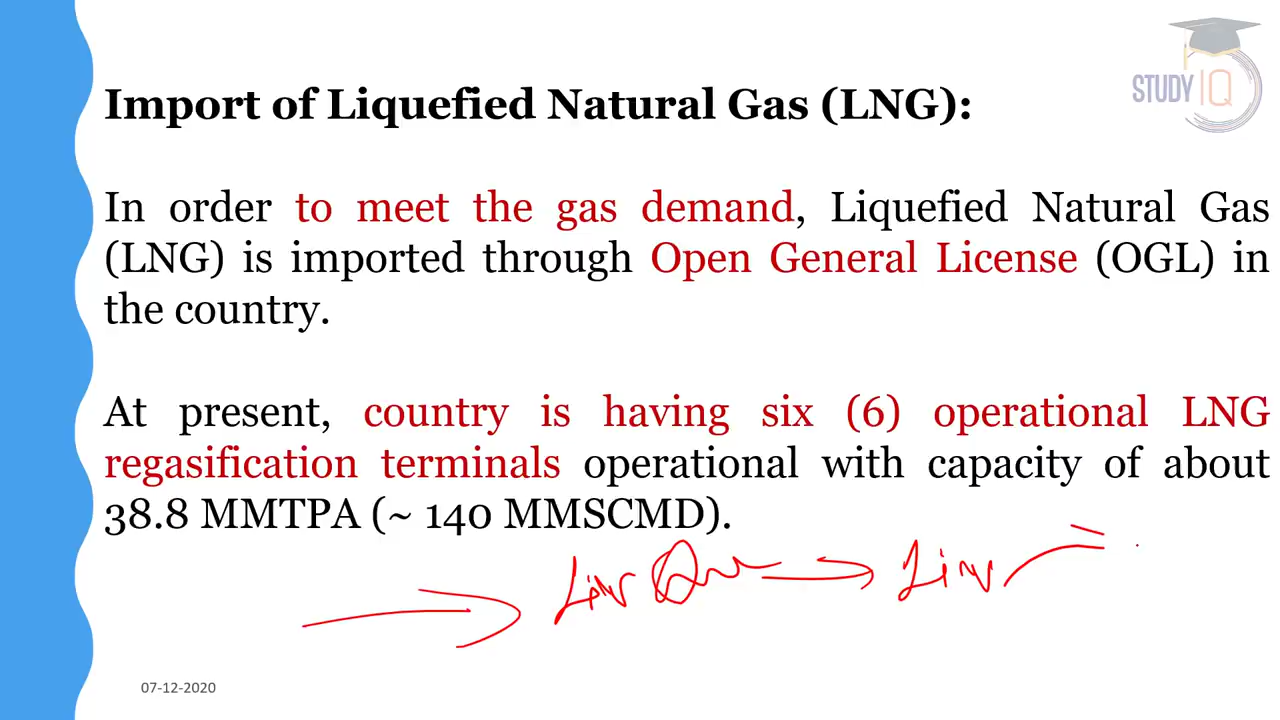 STUDY IQ
Import of Liquefied Natural Gas (LNG):
In order to meet the gas demand, Liquefied Natural Gas
(LNG) is imported through Open General License (OGL) in
the country.
At present, country is having six (6) operational LNG
regasification terminals operational with capacity of about
38.8 MMTPA (~ 140 MMSCMD).
07-12-2020